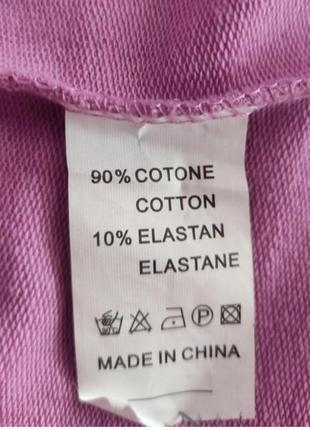 90% COTONE
COTTON
10% ELASTAN
ELASTANE
P
MADE IN CHINA